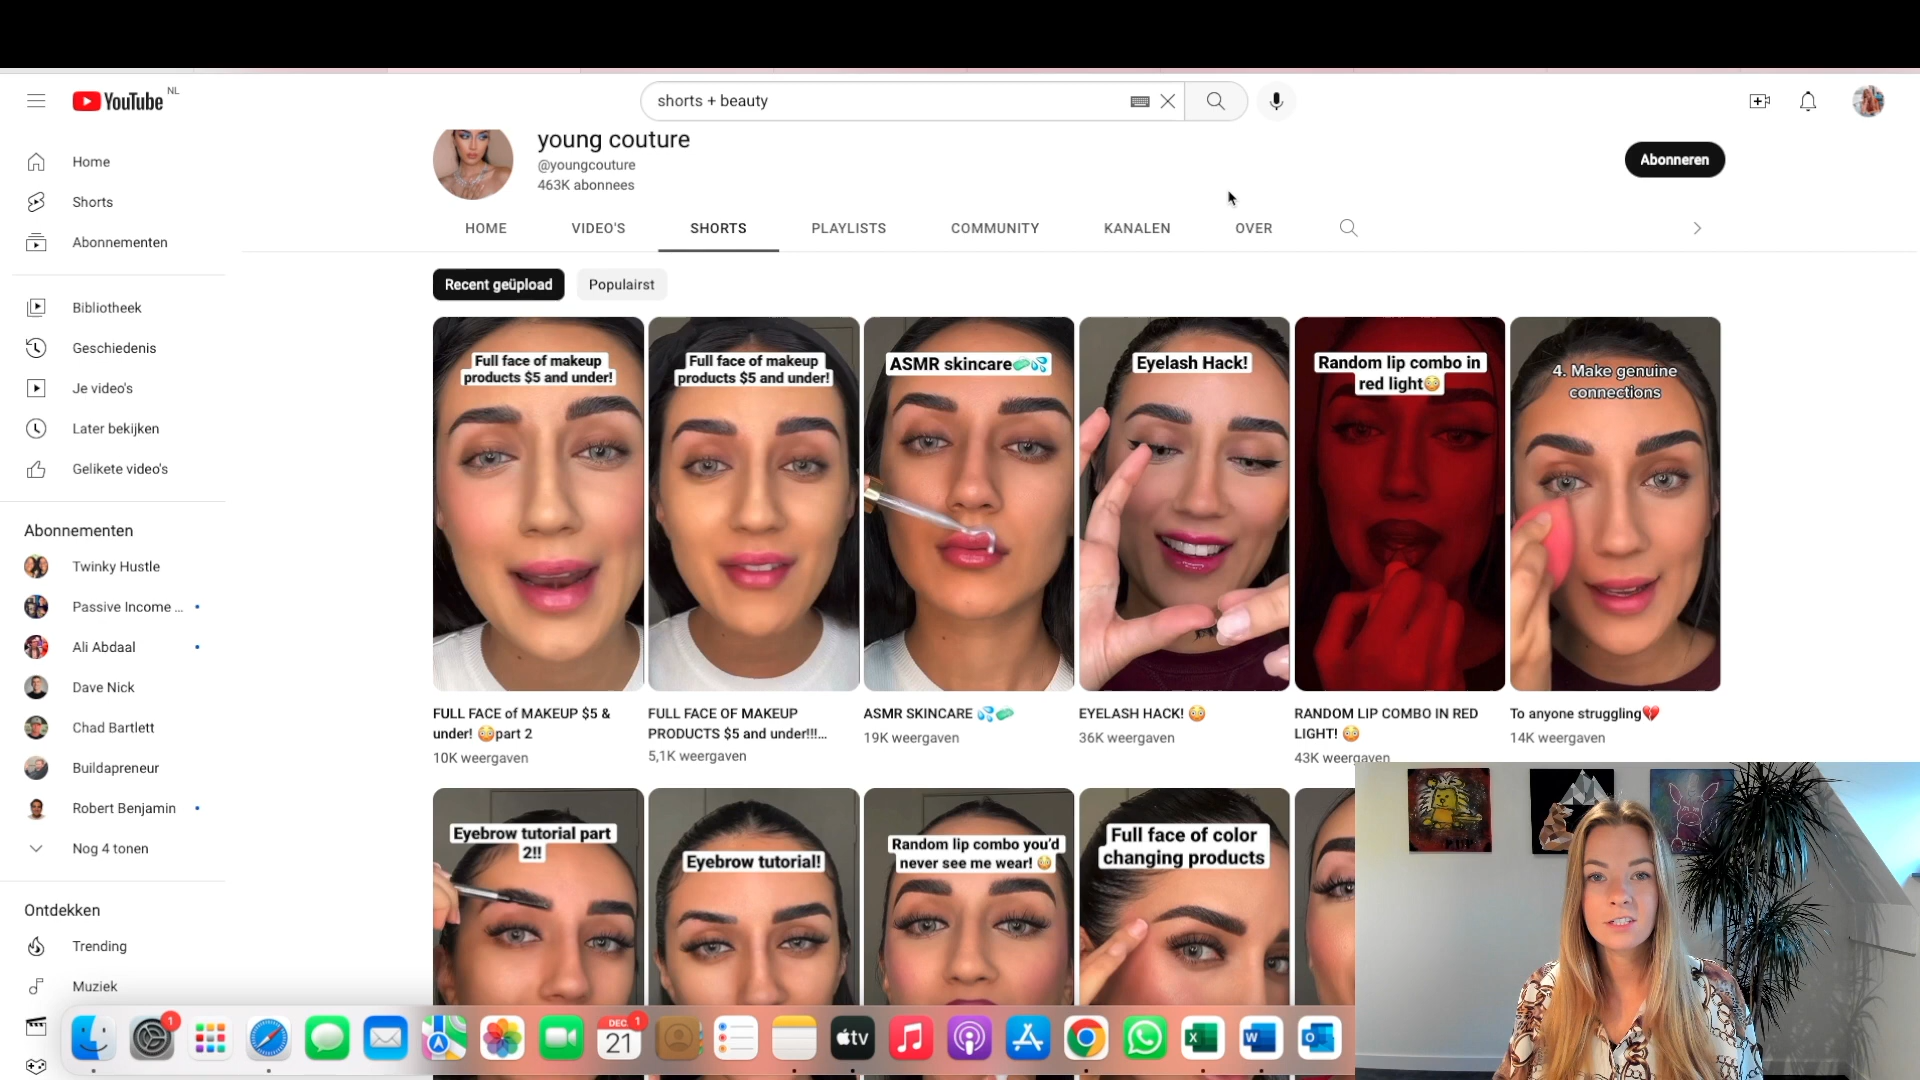 YouTube NL
shorts + beauty
Home
Shorts
Abonnementen
Bibliotheek
Geschiedenis
Je video's
Later bekijken
Gelikete video's
Abonnementen
Twinky Hustle
Passive Income ...
Ali Abdaal
Dave Nick
Chad Bartlett
Buildapreneur
Robert Benjamin
Nog 4 tonen
Ontdekken
Trending
Muziek
young couture
@youngcouture
463K abonnees
Abonneren
HOME VIDEO'S SHORTS PLAYLISTS COMMUNITY KANALEN OVER
Recent geüpload Populairst
Full face of makeup
products $5 and under!
Full face of makeup
products $5 and under!
ASMR skincare🧼💦
Eyelash Hack!
Random lip combo in
red light😳
4. Make genuine
connections
FULL FACE of MAKEUP $5 &
under! 😳part 2
10K weergaven
FULL FACE OF MAKEUP
PRODUCTS $5 and under!!!...
5,1K weergaven
ASMR SKINCARE 💦🧼
19K weergaven
EYELASH HACK! 😳
36K weergaven
RANDOM LIP COMBO IN RED
LIGHT! 😳
43K weergaven
To anyone struggling💔
14K weergaven
Eyebrow tutorial part
2!!
Eyebrow tutorial!
Random lip combo you'd
never see me wear! 😳
Full face of color
changing products
1
DEC. 1
21
tv
X
W
O